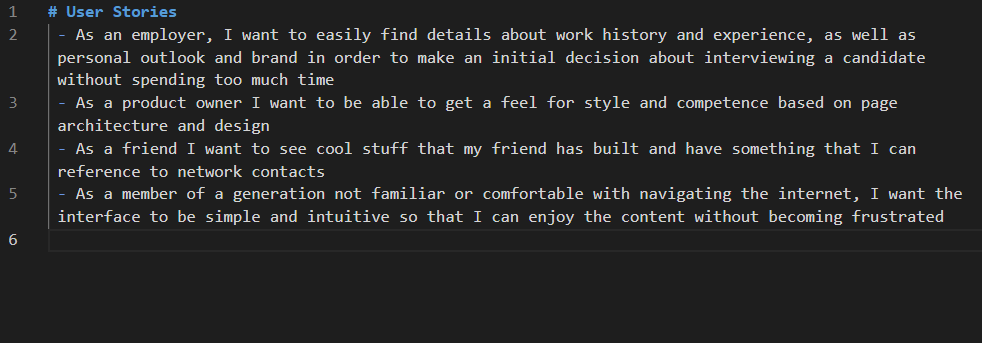 1 # User Stories
2 - As an employer, I want to easily find details about work history and experience, as well as
personal outlook and brand in order to make an initial decision about interviewing a candidate
without spending too much time
3 - As a product owner I want to be able to get a feel for style and competence based on page
architecture and design
4 - As a friend I want to see cool stuff that my friend has built and have something that I can
reference to network contacts
5 - As a member of a generation not familiar or comfortable with navigating the internet, I want the
interface to be simple and intuitive so that I can enjoy the content without becoming frustrated
6